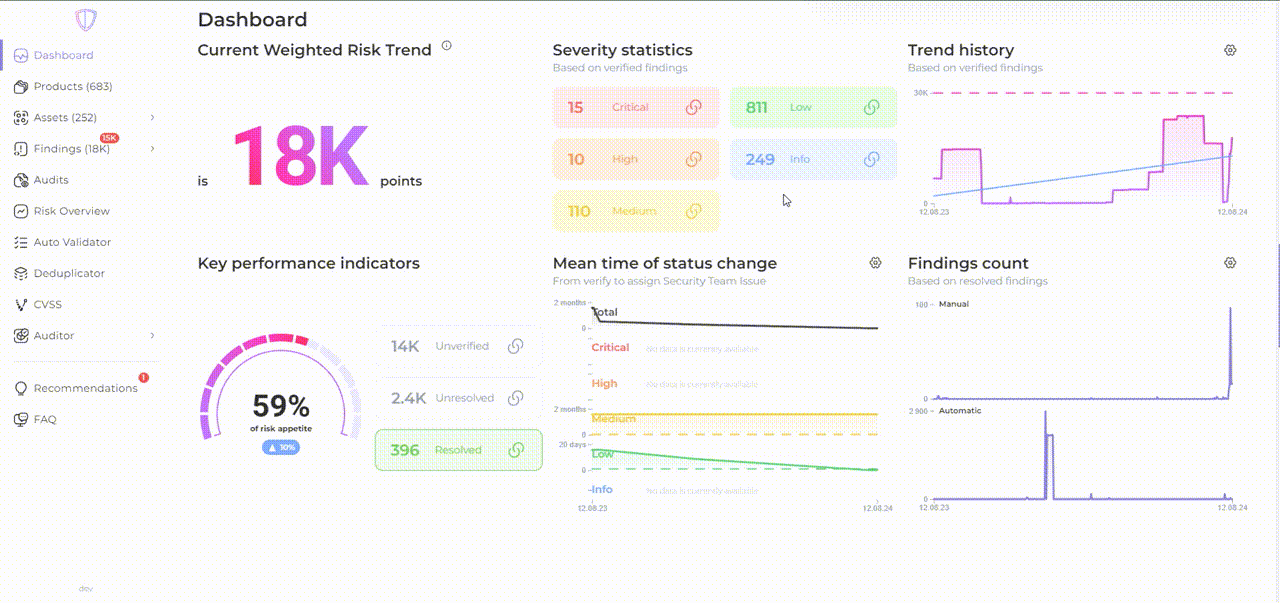 Dashboard
Products (683)
Assets (252)
15K
Findings (18K)
Audits
Risk Overview
Auto Validator
Deduplicator
CVSS
Auditor
1
Recommendations
FAQ
drev
Dashboard
Current Weighted Risk Trend
is 18K points
Severity statistics
Based on verified findings
15 Critical
811 Low
10 High
249 Info
110 Medium
Trend history
Based on verified findings
30K
0
12.08.23 12.08.24
Key performance indicators
59%
of risk appetite
▲ 10%
14K Unverified
2.4K Unresolved
396 Resolved
Mean time of status change
From verify to assign Security Team Issue
2 months
Total
0
Critical No data is currently available
High No data is currently available
2 months
Medium
0
20 days
Low
0
Info No data is currently available
12.08.23 12.08.24
Findings count
Based on resolved findings
100 Manual
0
2 900 Automatic
0
12.08.23 12.08.24